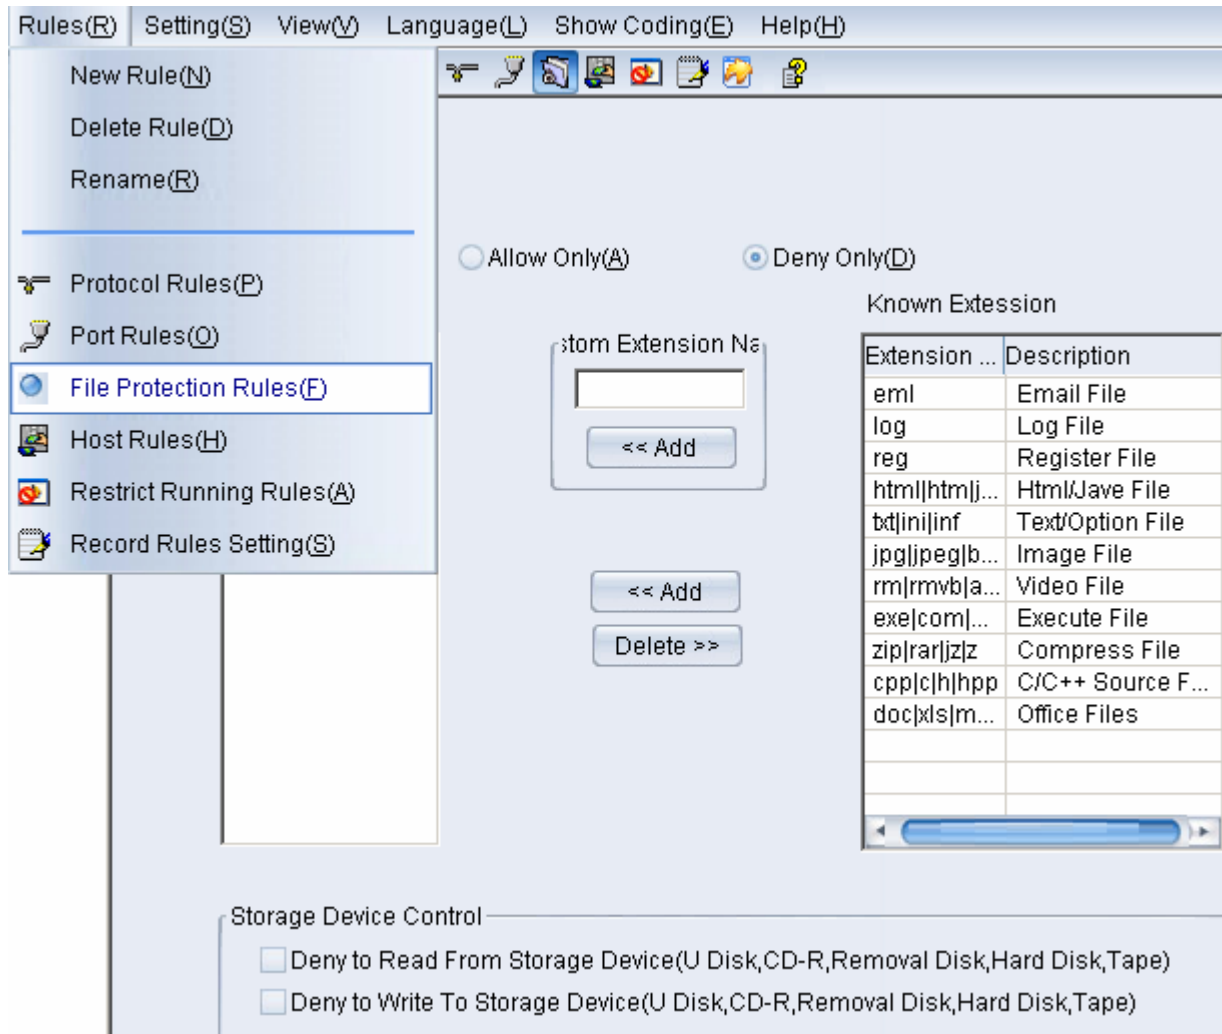 Rules(R) Setting(S) View(V) Language(L) Show Coding(E) Help(H)
New Rule(N)
Delete Rule(D)
Rename(R)
Protocol Rules(P)
Port Rules(O)
File Protection Rules(F)
Host Rules(H)
Restrict Running Rules(A)
Record Rules Setting(S)
Allow Only(A) Deny Only(D)
Known Extession
stom Extension Na
<< Add
<< Add
Delete >>
Extension ... Description
eml Email File
log Log File
reg Register File
html|htm|j... Html/Jave File
txt|ini|inf Text/Option File
jpg|jpeg|b... Image File
rm|rmvb|a... Video File
exe|com|... Execute File
zip|rar|jz|z Compress File
cpp|c|h|hpp C/C++ Source F...
doc|xls|m... Office Files
Storage Device Control
Deny to Read From Storage Device(U Disk,CD-R,Removal Disk,Hard Disk,Tape)
Deny to Write To Storage Device(U Disk,CD-R,Removal Disk,Hard Disk,Tape)